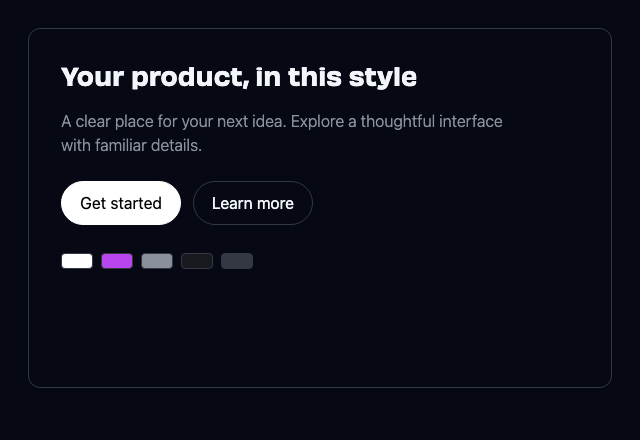 Your product, in this style
A clear place for your next idea. Explore a thoughtful interface
with familiar details.
Get started
Learn more